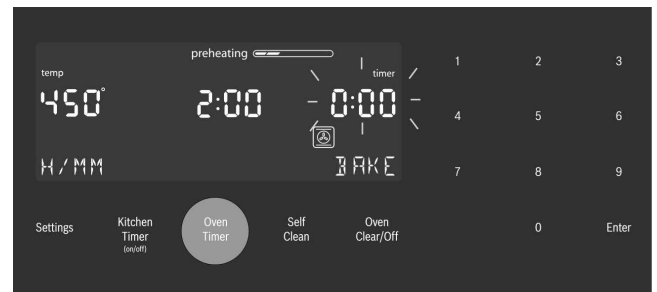 preheating
temp
timer
450°
2:00
0:00
H/MM
BAKE
1 2 3
4 5 6
7 8 9
0 Enter
Settings
Kitchen
Timer
(on/off)
Oven
Timer
Self
Clean
Oven
Clear/Off